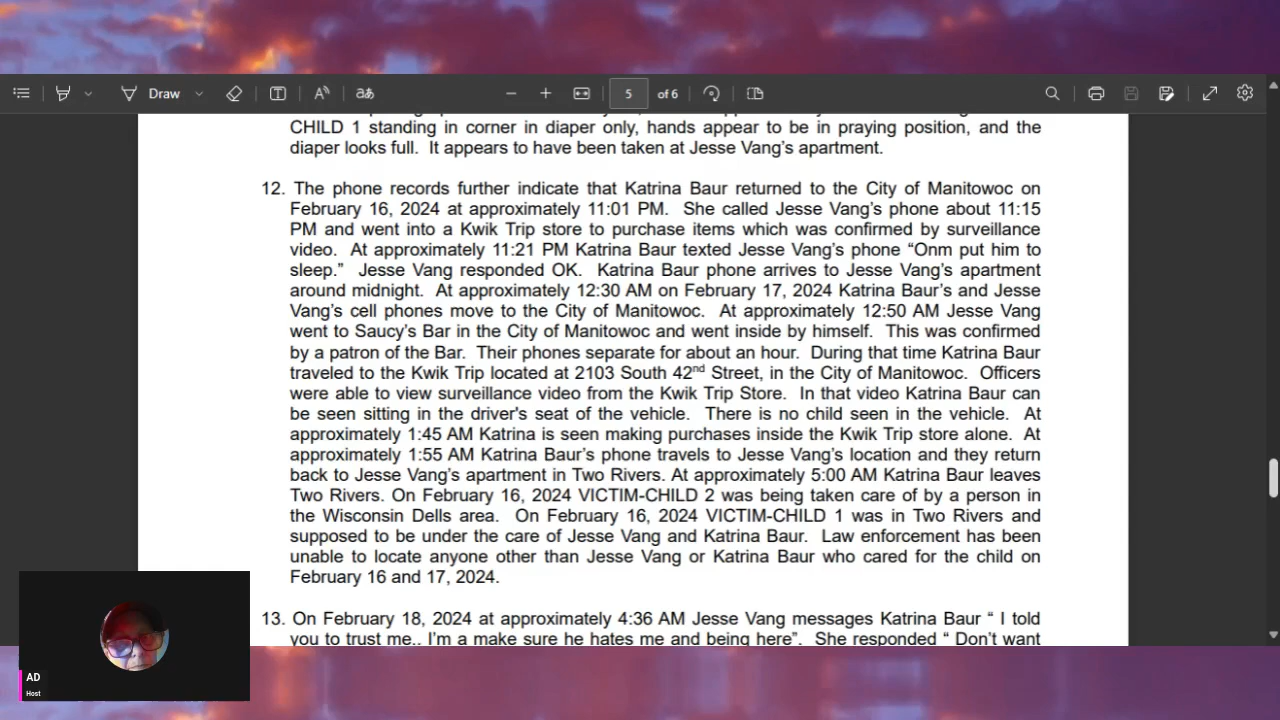 Draw
5 of 6
CHILD 1 standing in corner in diaper only, hands appear to be in praying position, and the
diaper looks full. It appears to have been taken at Jesse Vang's apartment.
12. The phone records further indicate that Katrina Baur returned to the City of Manitowoc on
February 16, 2024 at approximately 11:01 PM. She called Jesse Vang's phone about 11:15
PM and went into a Kwik Trip store to purchase items which was confirmed by surveillance
video. At approximately 11:21 PM Katrina Baur texted Jesse Vang's phone “Onm put him to
sleep.” Jesse Vang responded OK. Katrina Baur phone arrives to Jesse Vang's apartment
around midnight. At approximately 12:30 AM on February 17, 2024 Katrina Baur's and Jesse
Vang's cell phones move to the City of Manitowoc. At approximately 12:50 AM Jesse Vang
went to Saucy's Bar in the City of Manitowoc and went inside by himself. This was confirmed
by a patron of the Bar. Their phones separate for about an hour. During that time Katrina Baur
traveled to the Kwik Trip located at 2103 South 42nd Street, in the City of Manitowoc. Officers
were able to view surveillance video from the Kwik Trip Store. In that video Katrina Baur can
be seen sitting in the driver's seat of the vehicle. There is no child seen in the vehicle. At
approximately 1:45 AM Katrina is seen making purchases inside the Kwik Trip store alone. At
approximately 1:55 AM Katrina Baur's phone travels to Jesse Vang's location and they return
back to Jesse Vang's apartment in Two Rivers. At approximately 5:00 AM Katrina Baur leaves
Two Rivers. On February 16, 2024 VICTIM-CHILD 2 was being taken care of by a person in
the Wisconsin Dells area. On February 16, 2024 VICTIM-CHILD 1 was in Two Rivers and
supposed to be under the care of Jesse Vang and Katrina Baur. Law enforcement has been
unable to locate anyone other than Jesse Vang or Katrina Baur who cared for the child on
February 16 and 17, 2024.
13. On February 18, 2024 at approximately 4:36 AM Jesse Vang messages Katrina Baur “ I told
you to trust me.. I'm a make sure he hates me and being here”. She responded “ Don't want
AD
Host